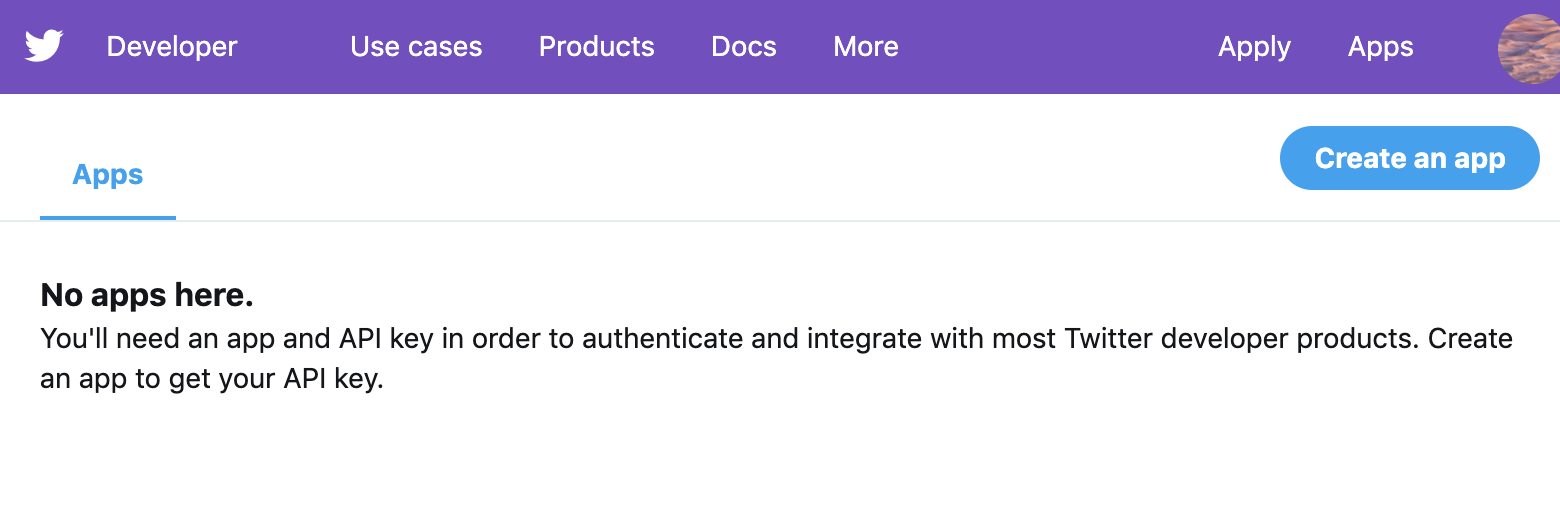 Developer Use cases Products Docs More Apply Apps
Apps
Create an app
No apps here.
You'll need an app and API key in order to authenticate and integrate with most Twitter developer products. Create
an app to get your API key.